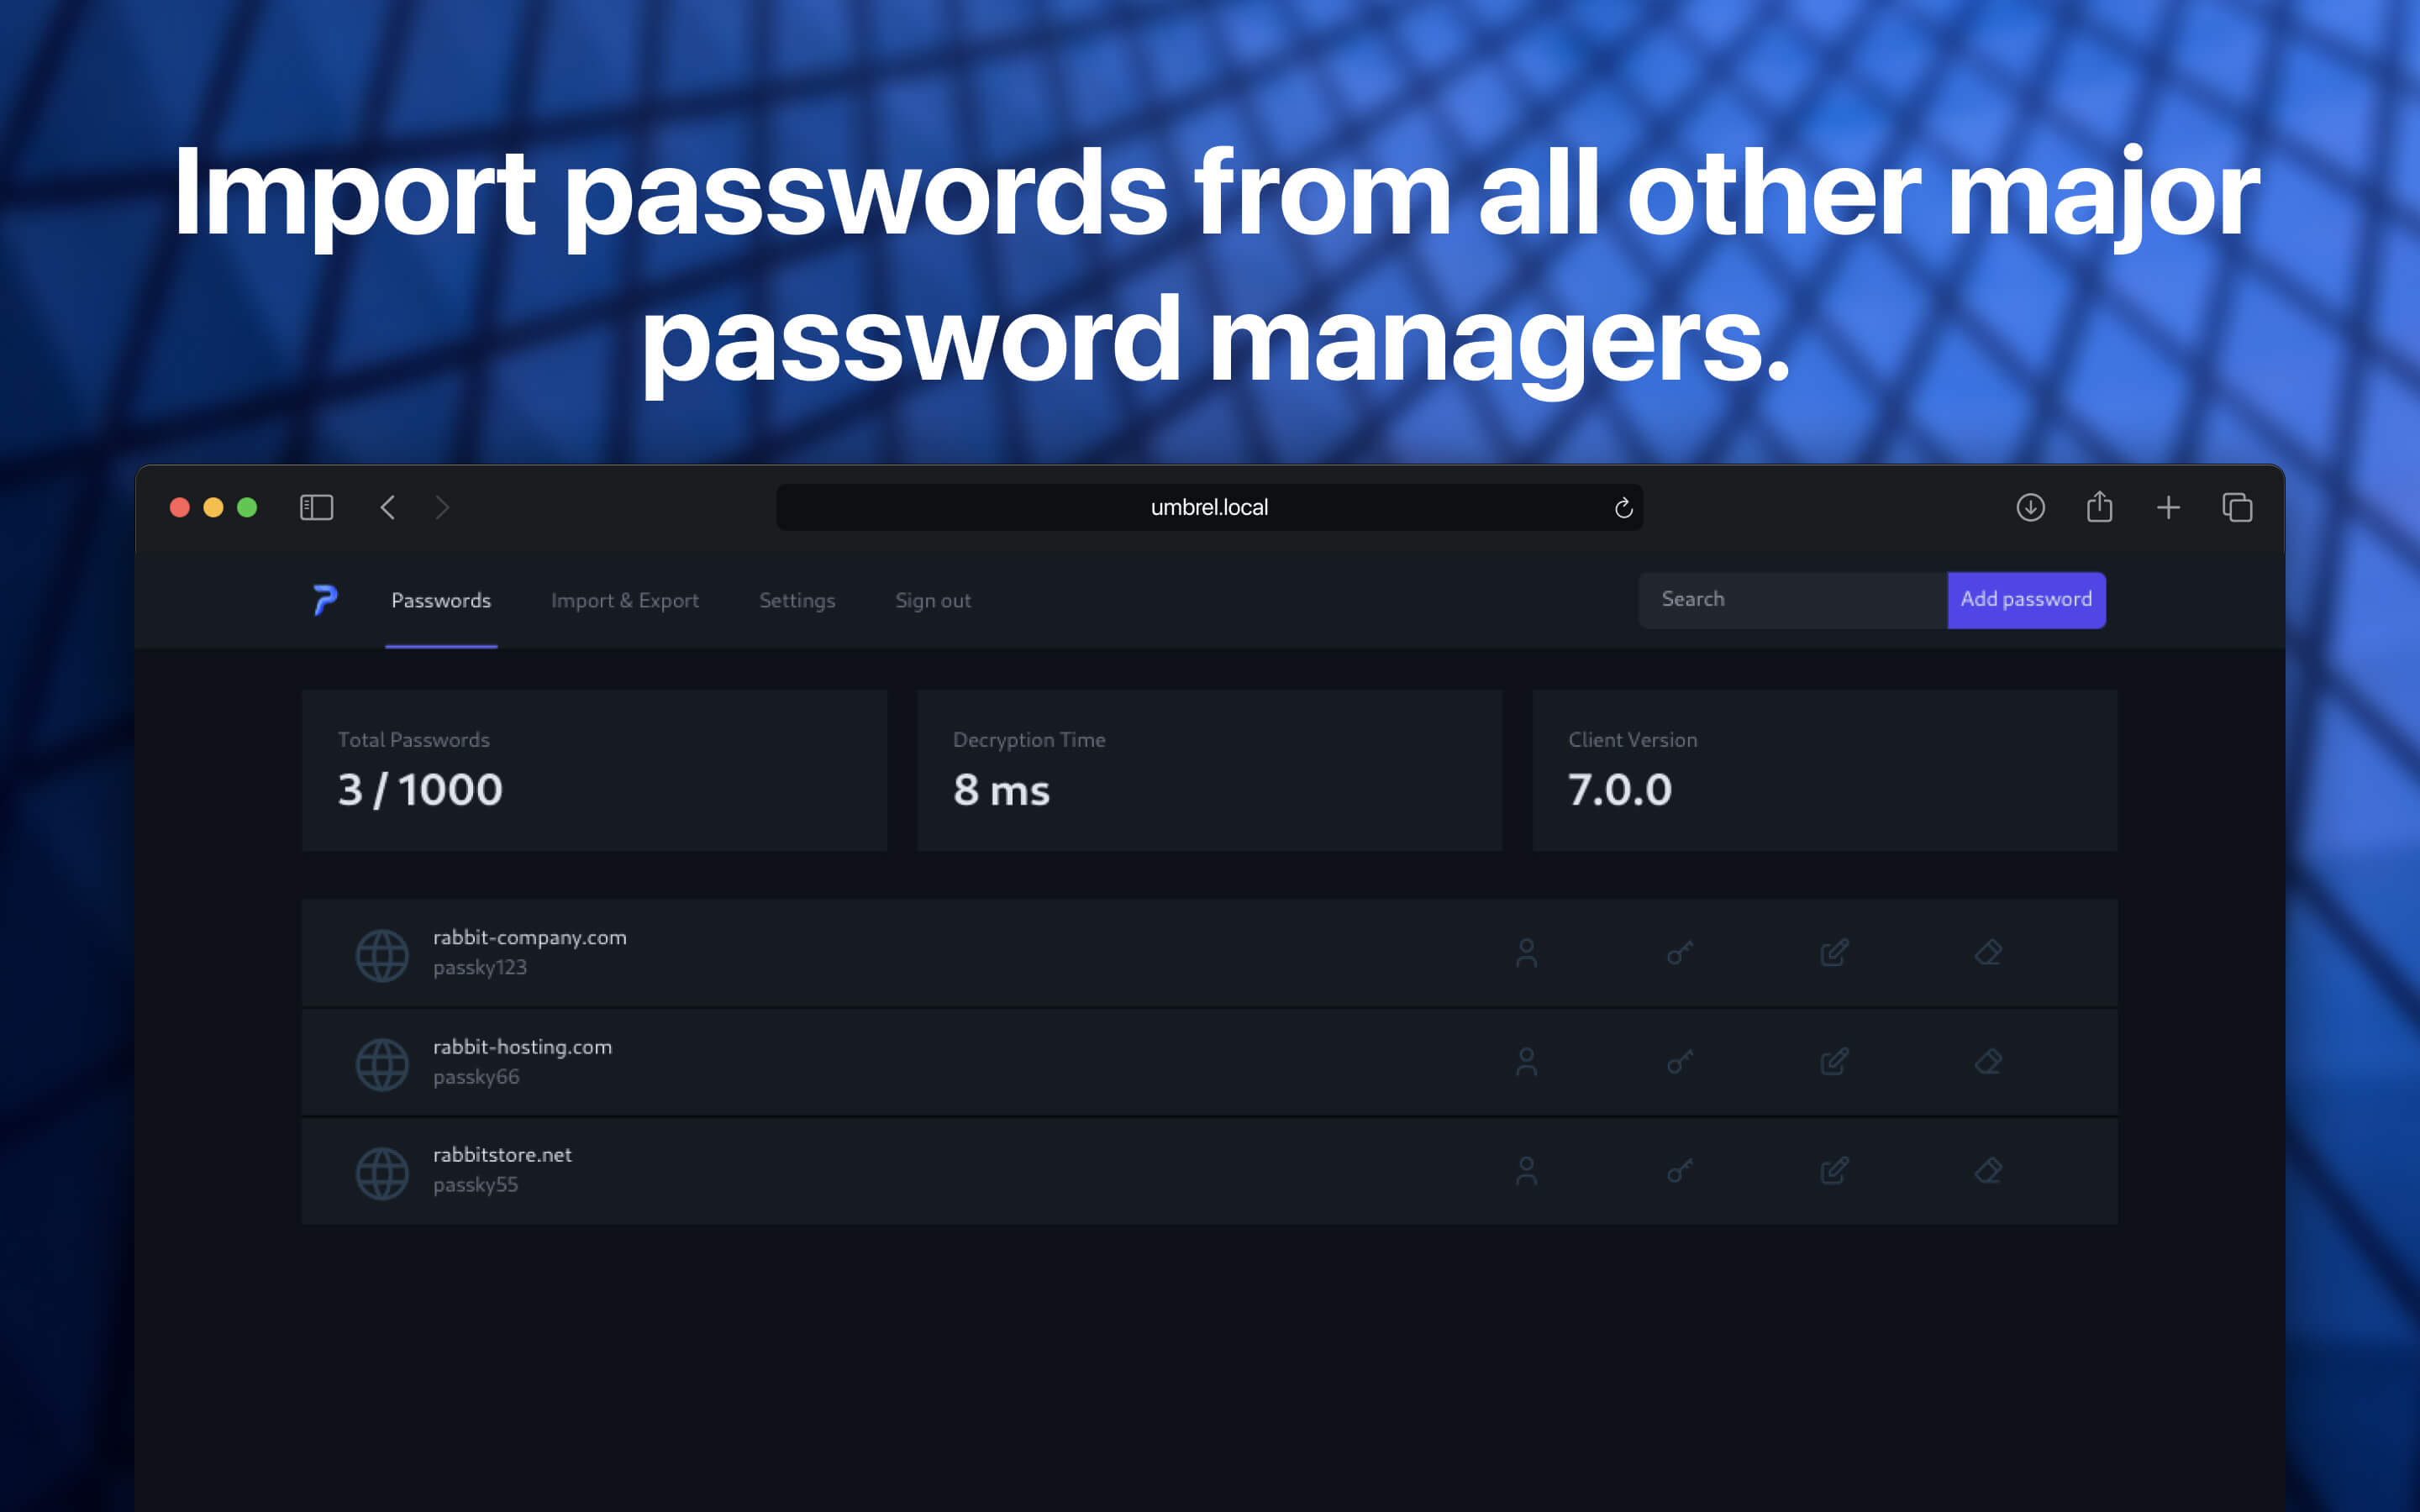 Import passwords from all other major
password managers.
umbrel.local
Passwords Import & Export Settings Sign out Search Add password
Total Passwords Decryption Time Client Version
3 / 1000 8 ms 7.0.0
rabbit-company.com
passky123
rabbit-hosting.com
passky66
rabbitstore.net
passky55